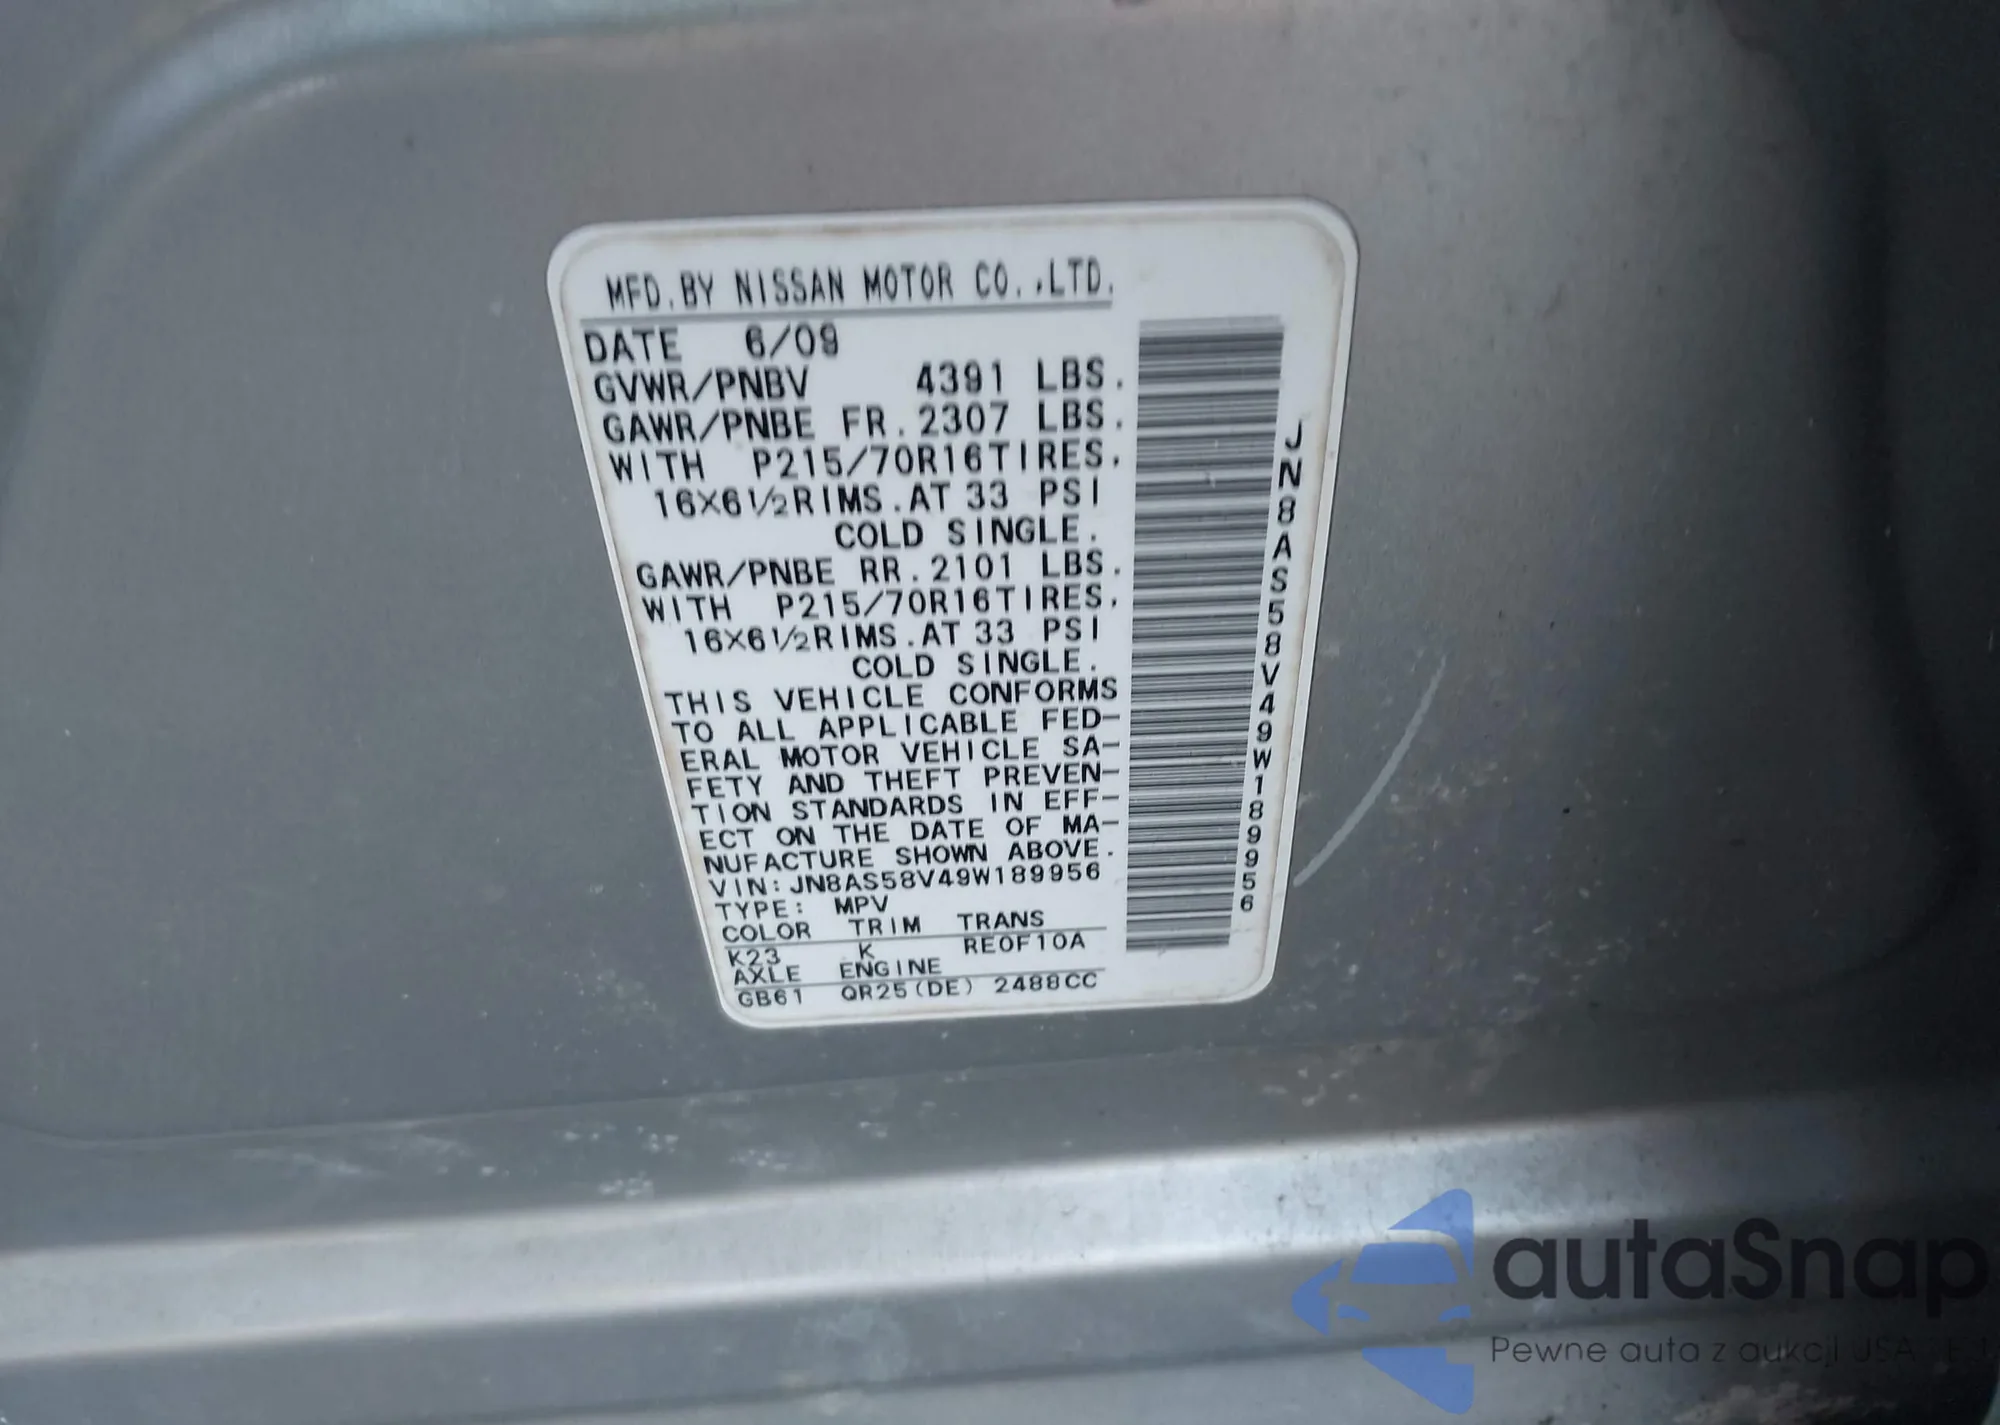 MFD.BY NISSAN MOTOR CO.,LTD.
DATE 6/09
GVWR/PNBV 4391 LBS.
GAWR/PNBE FR.2307 LBS.
WITH P215/70R16TIRES,
16X6½RIMS.AT 33 PSI
COLD SINGLE.
GAWR/PNBE RR.2101 LBS.
WITH P215/70R16TIRES,
16X6½RIMS.AT 33 PSI
COLD SINGLE.
THIS VEHICLE CONFORMS
TO ALL APPLICABLE FED-
ERAL MOTOR VEHICLE SA-
FETY AND THEFT PREVEN-
TION STANDARDS IN EFF-
ECT ON THE DATE OF MA-
NUFACTURE SHOWN ABOVE.
VIN:JN8AS58V49W189956
TYPE: MPV
COLOR TRIM TRANS
K23 K RE0F10A
AXLE ENGINE
GB61 QR25(DE) 2488CC
JN8AS58V49W189956
autaSnap
Pewne auta z aukcji USA